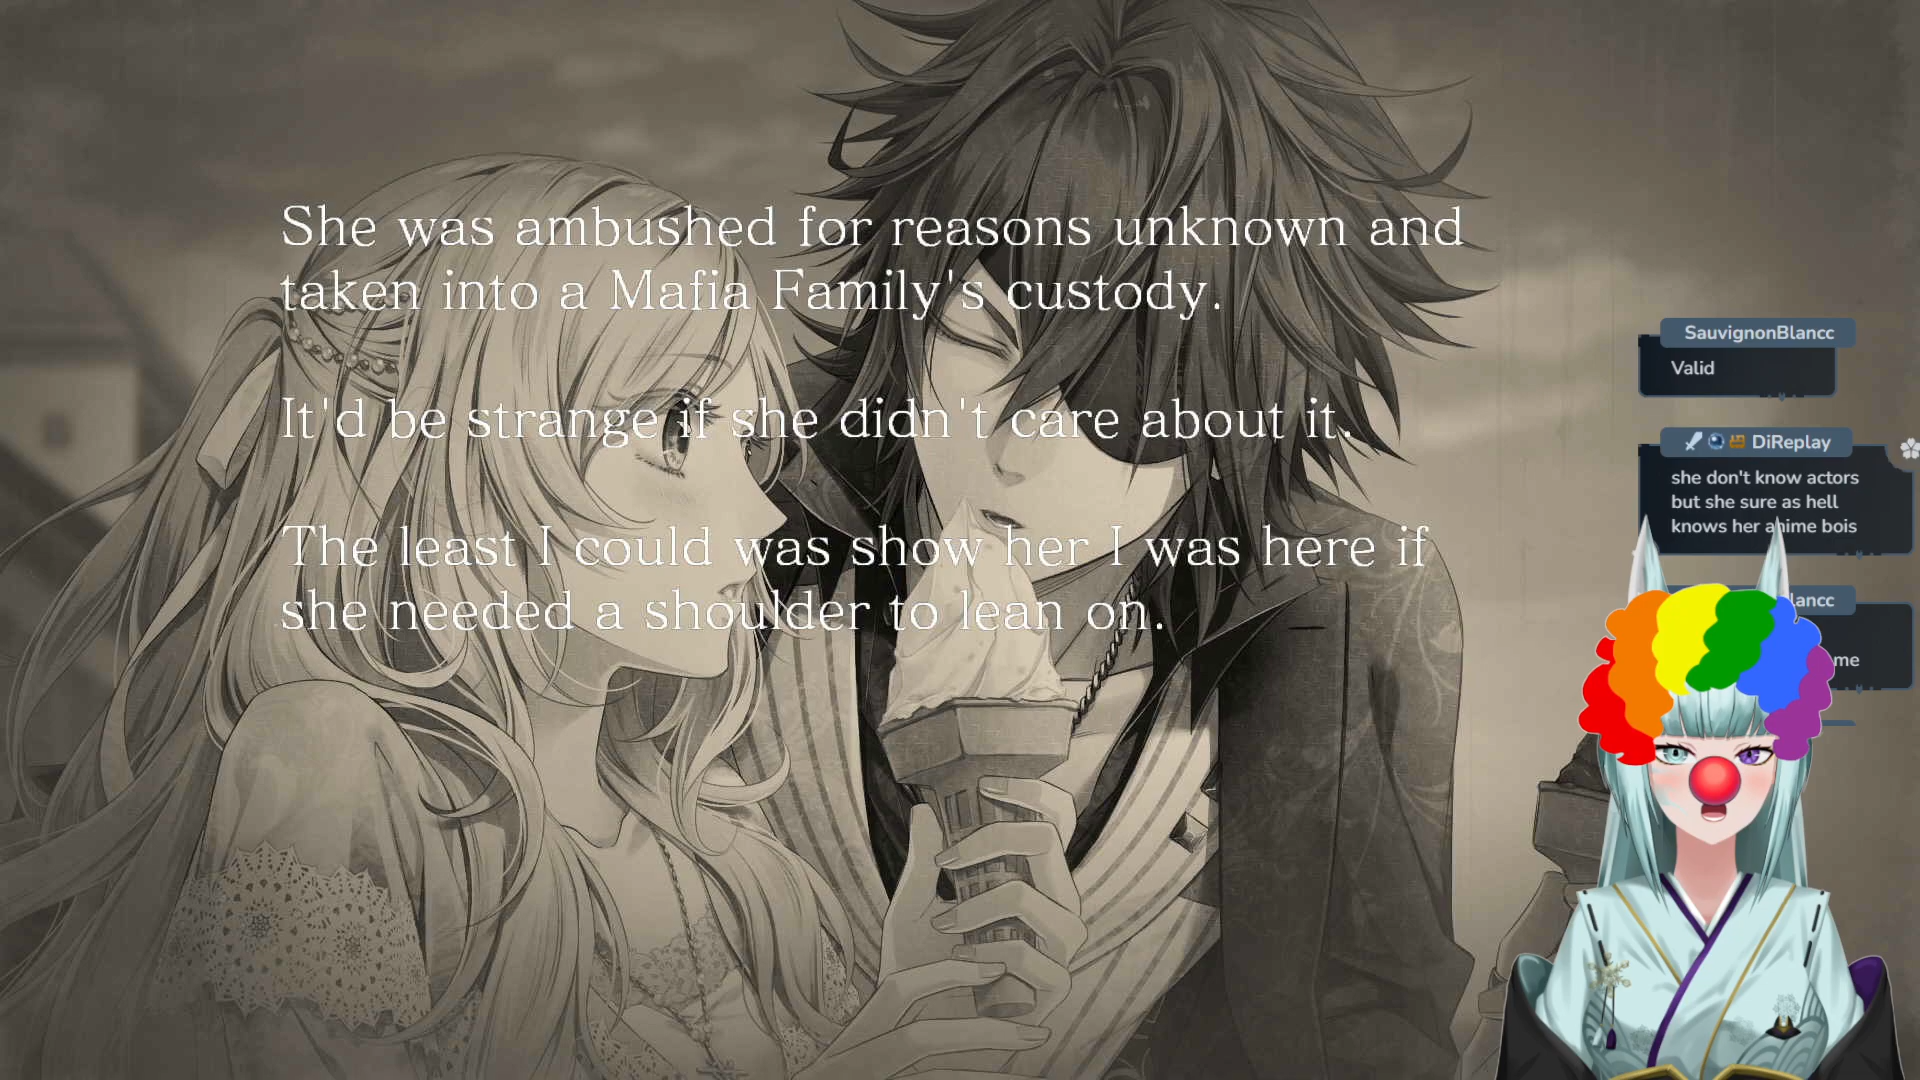 She was ambushed for reasons unknown and
taken into a Mafia Family's custody.
It'd be strange if she didn't care about it.
The least I could was show her I was here if
she needed a shoulder to lean on.
SauvignonBlancc
Valid
DiReplay
she don't know actors
but she sure as hell
knows her anime bois
lancc
me